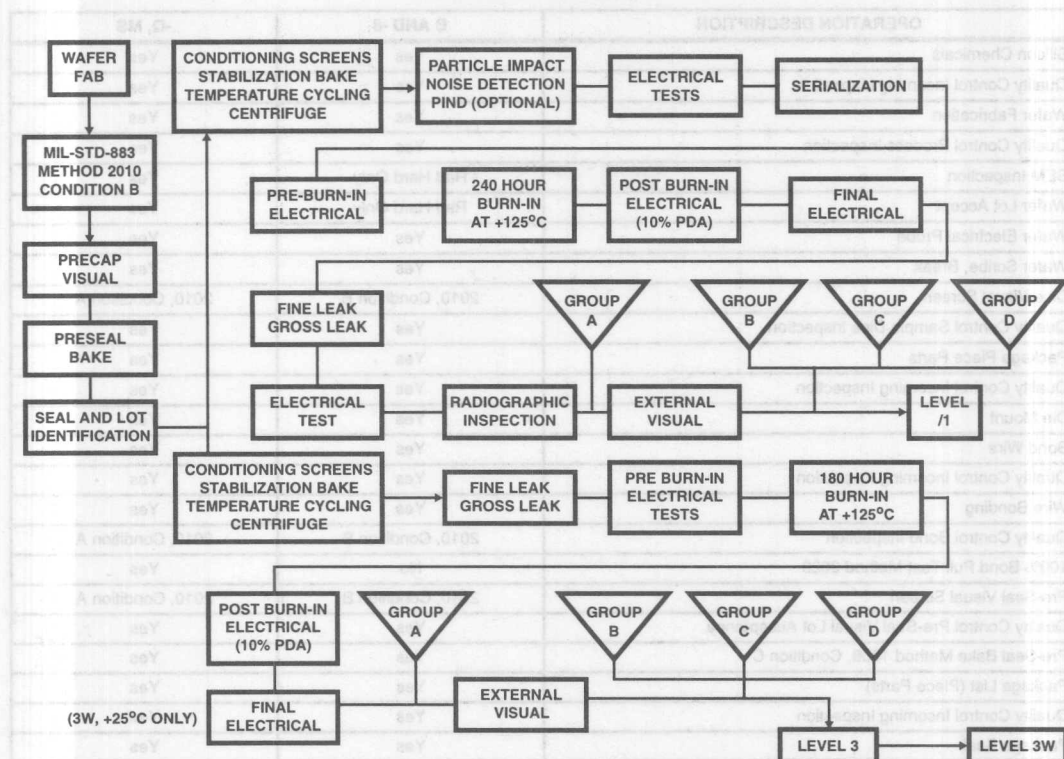 WAFER
FAB
MIL-STD-883
METHOD 2010
CONDITION B
PRECAP
VISUAL
PRESEAL
BAKE
SEAL AND LOT
IDENTIFICATION
CONDITIONING SCREENS
STABILIZATION BAKE
TEMPERATURE CYCLING
CENTRIFUGE
PARTICLE IMPACT
NOISE DETECTION
PIND (OPTIONAL)
ELECTRICAL
TESTS
SERIALIZATION
PRE-BURN-IN
ELECTRICAL
240 HOUR
BURN-IN
AT +125°C
POST BURN-IN
ELECTRICAL
(10% PDA)
FINAL
ELECTRICAL
FINE LEAK
GROSS LEAK
GROUP
A
GROUP
B
GROUP
C
GROUP
D
ELECTRICAL
TEST
RADIOGRAPHIC
INSPECTION
EXTERNAL
VISUAL
LEVEL
/1
CONDITIONING SCREENS
STABILIZATION BAKE
TEMPERATURE CYCLING
CENTRIFUGE
FINE LEAK
GROSS LEAK
PRE BURN-IN
ELECTRICAL
TESTS
180 HOUR
BURN-IN
AT +125°C
POST BURN-IN
ELECTRICAL
(10% PDA)
GROUP
A
GROUP
B
GROUP
C
GROUP
D
(3W, +25°C ONLY)
FINAL
ELECTRICAL
EXTERNAL
VISUAL
LEVEL 3
LEVEL 3W